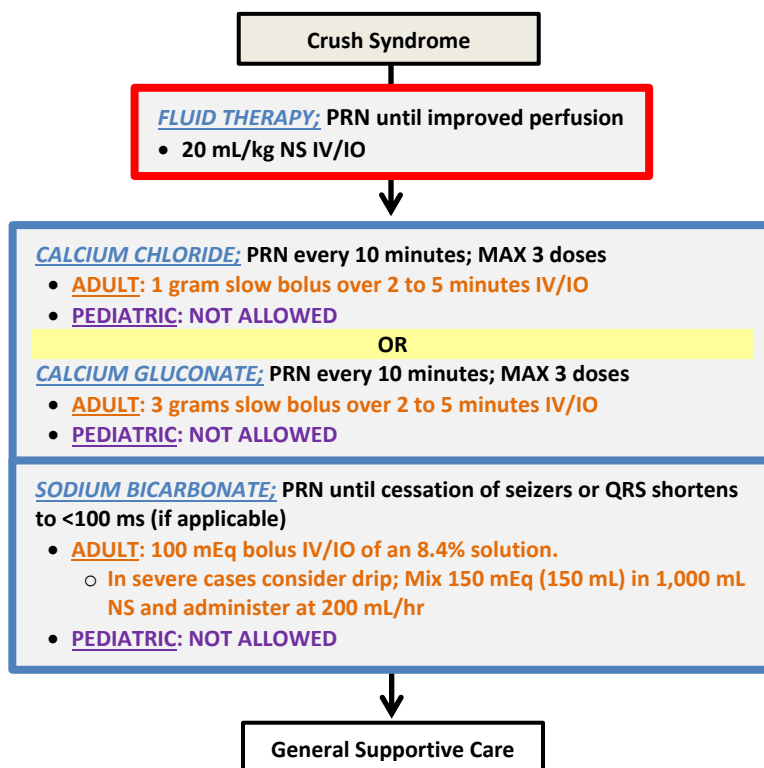 Crush Syndrome
FLUID THERAPY; PRN until improved perfusion
• 20 mL/kg NS IV/IO
CALCIUM CHLORIDE; PRN every 10 minutes; MAX 3 doses
• ADULT: 1 gram slow bolus over 2 to 5 minutes IV/IO
• PEDIATRIC: NOT ALLOWED
OR
CALCIUM GLUCONATE; PRN every 10 minutes; MAX 3 doses
• ADULT: 3 grams slow bolus over 2 to 5 minutes IV/IO
• PEDIATRIC: NOT ALLOWED
SODIUM BICARBONATE; PRN until cessation of seizers or QRS shortens
to <100 ms (if applicable)
• ADULT: 100 mEq bolus IV/IO of an 8.4% solution.
o In severe cases consider drip; Mix 150 mEq (150 mL) in 1,000 mL
NS and administer at 200 mL/hr
• PEDIATRIC: NOT ALLOWED
General Supportive Care